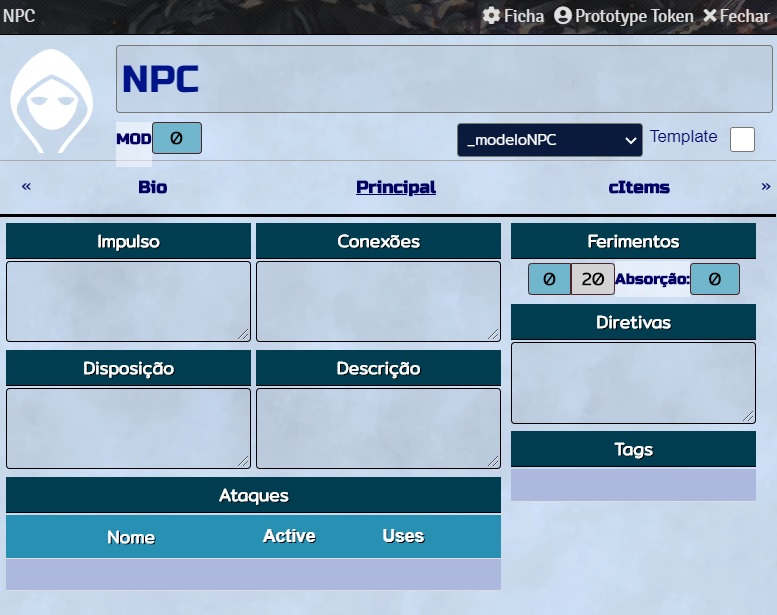 NPC Ficha Prototype Token Fechar
NPC
MOD 0 _modeloNPC Template
« Bio Principal cItems »
Impulso Conexões Ferimentos
0 20 Absorção: 0
Diretivas
Disposição Descrição
Tags
Ataques
Nome Active Uses